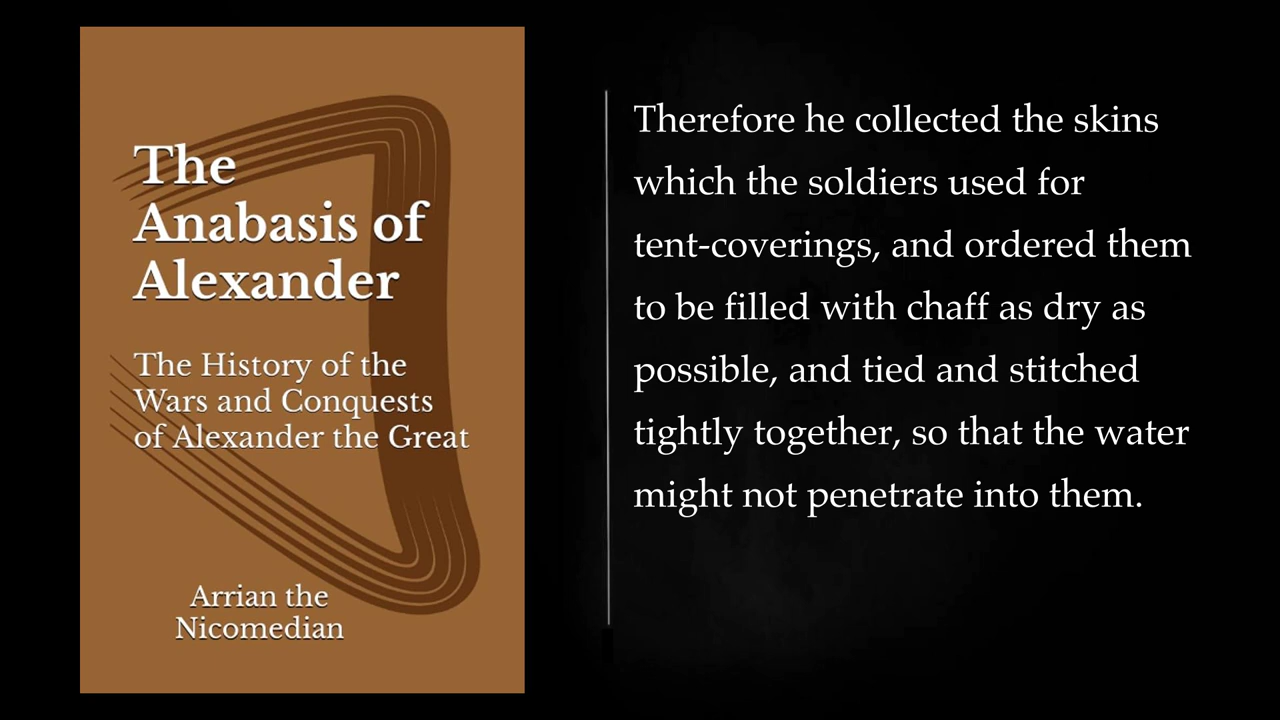 The
Anabasis of
Alexander
The History of the
Wars and Conquests
of Alexander the Great
Arrian the
Nicomedian
Therefore he collected the skins
which the soldiers used for
tent-coverings, and ordered them
to be filled with chaff as dry as
possible, and tied and stitched
tightly together, so that the water
might not penetrate into them.